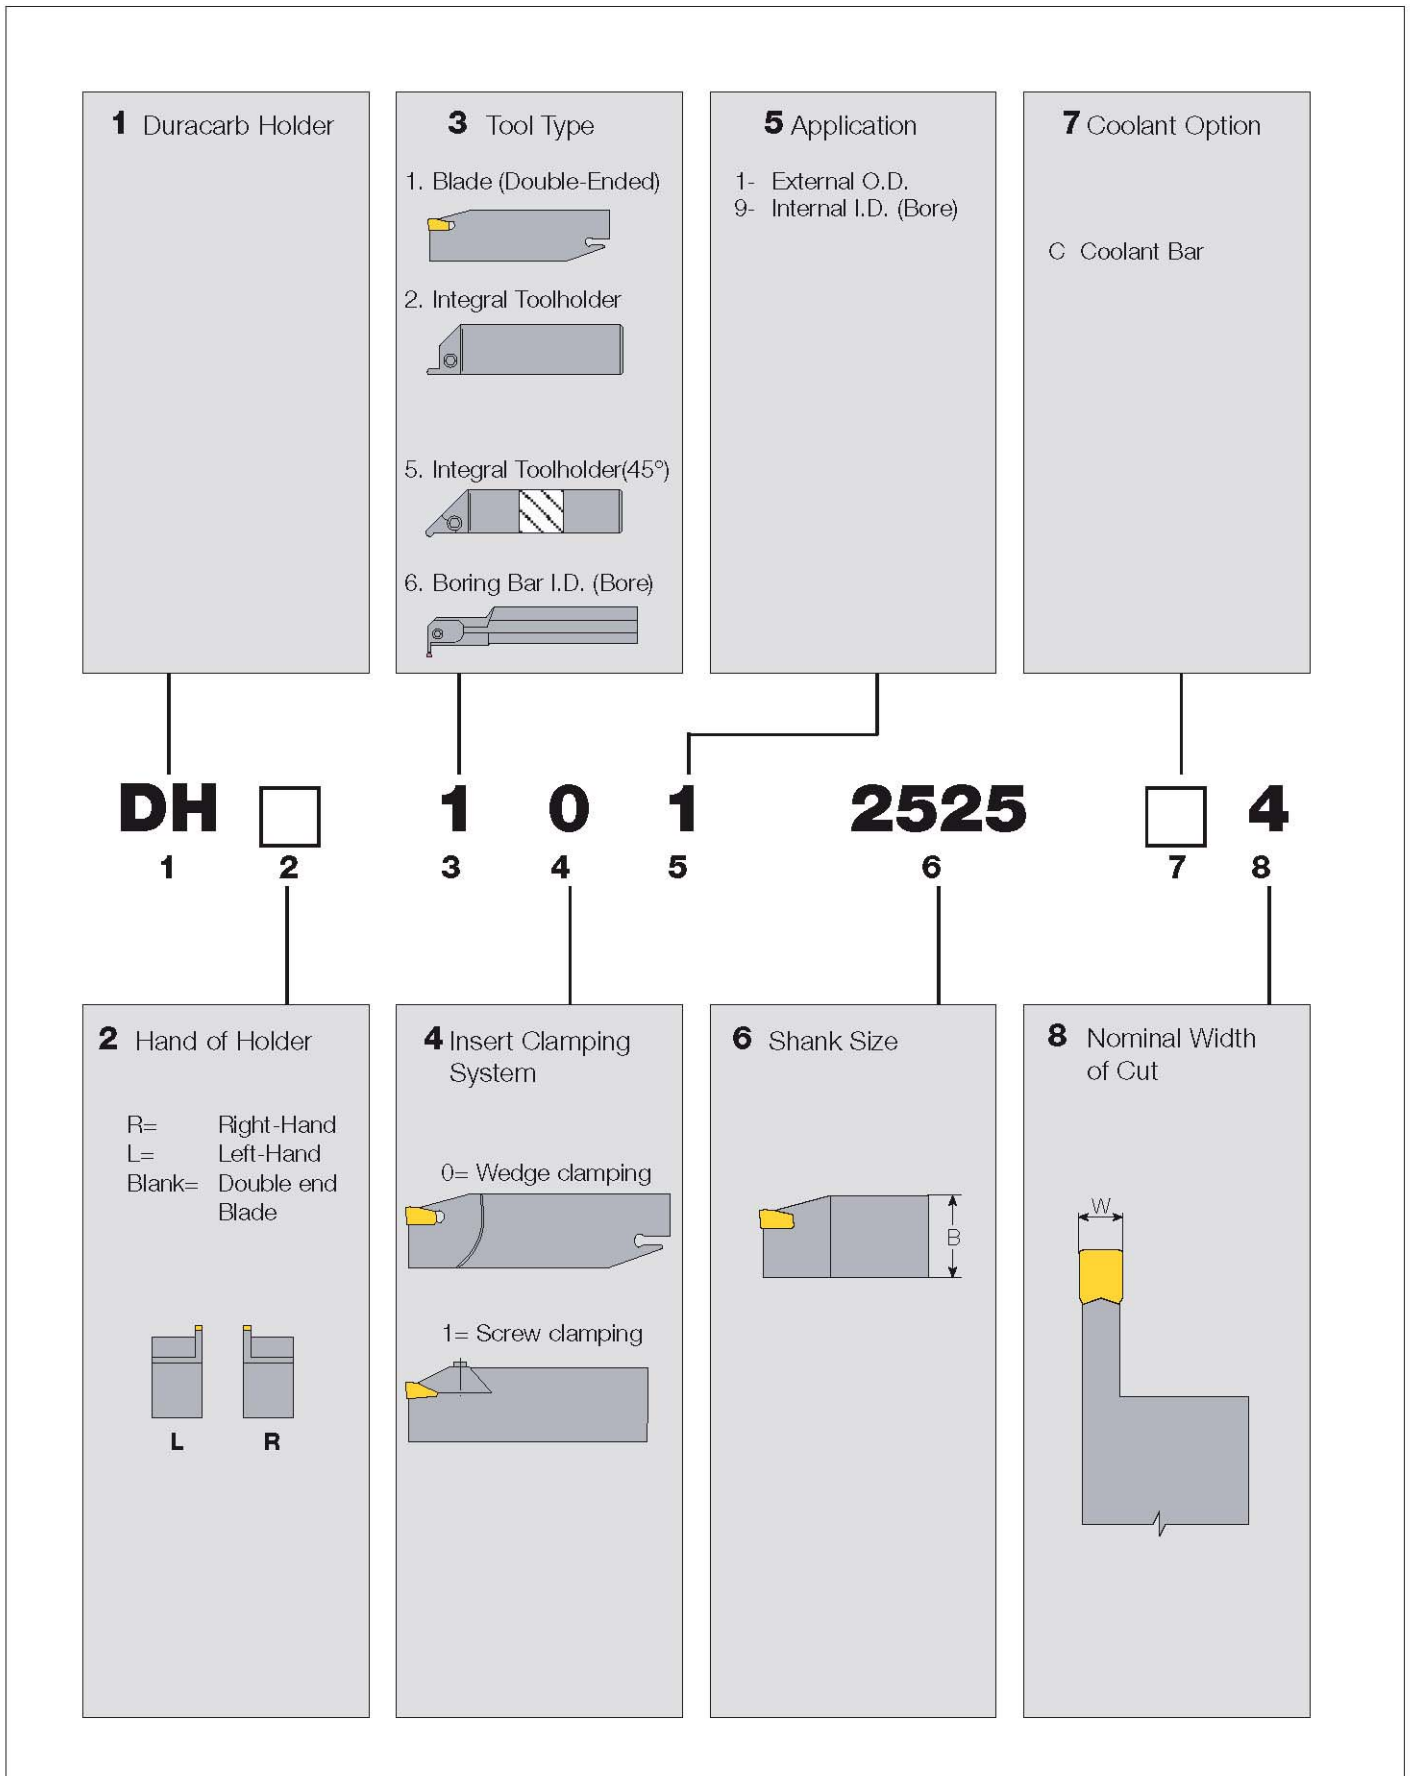 1 Duracarb Holder
3 Tool Type
1. Blade (Double-Ended)
2. Integral Toolholder
5. Integral Toolholder(45°)
6. Boring Bar I.D. (Bore)
5 Application
1- External O.D.
9- Internal I.D. (Bore)
7 Coolant Option
C Coolant Bar
DH 1 0 1 2525 4
1 2 3 4 5 6 7 8
2 Hand of Holder
R= Right-Hand
L= Left-Hand
Blank= Double end
Blade
L R
4 Insert Clamping
System
0= Wedge clamping
1= Screw clamping
6 Shank Size
B
8 Nominal Width
of Cut
W